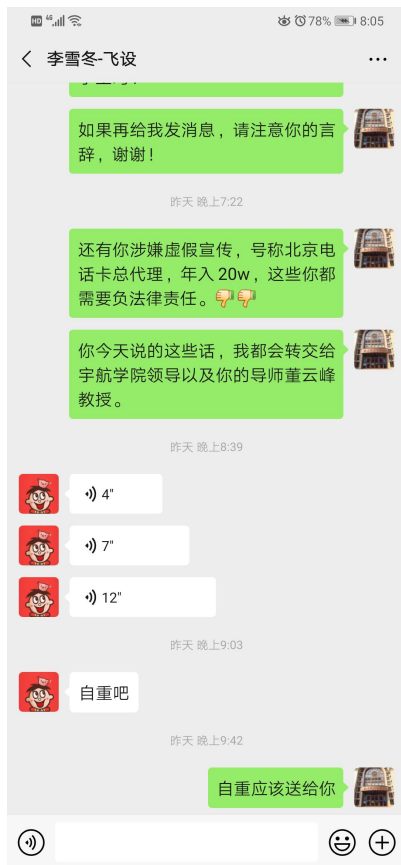 HD 46 78% 8:05
李雪冬-飞设
如果再给我发消息，请注意你的言
辞，谢谢！
昨天 晚上7:22
还有你涉嫌虚假宣传，号称北京电
话卡总代理，年入 20w，这些你都
需要负法律责任。
你今天说的这些话，我都会转交给
宇航学院领导以及你的导师董云峰
教授。
昨天 晚上8:39
4"
7"
12"
昨天 晚上9:03
自重吧
昨天 晚上9:42
自重应该送给你